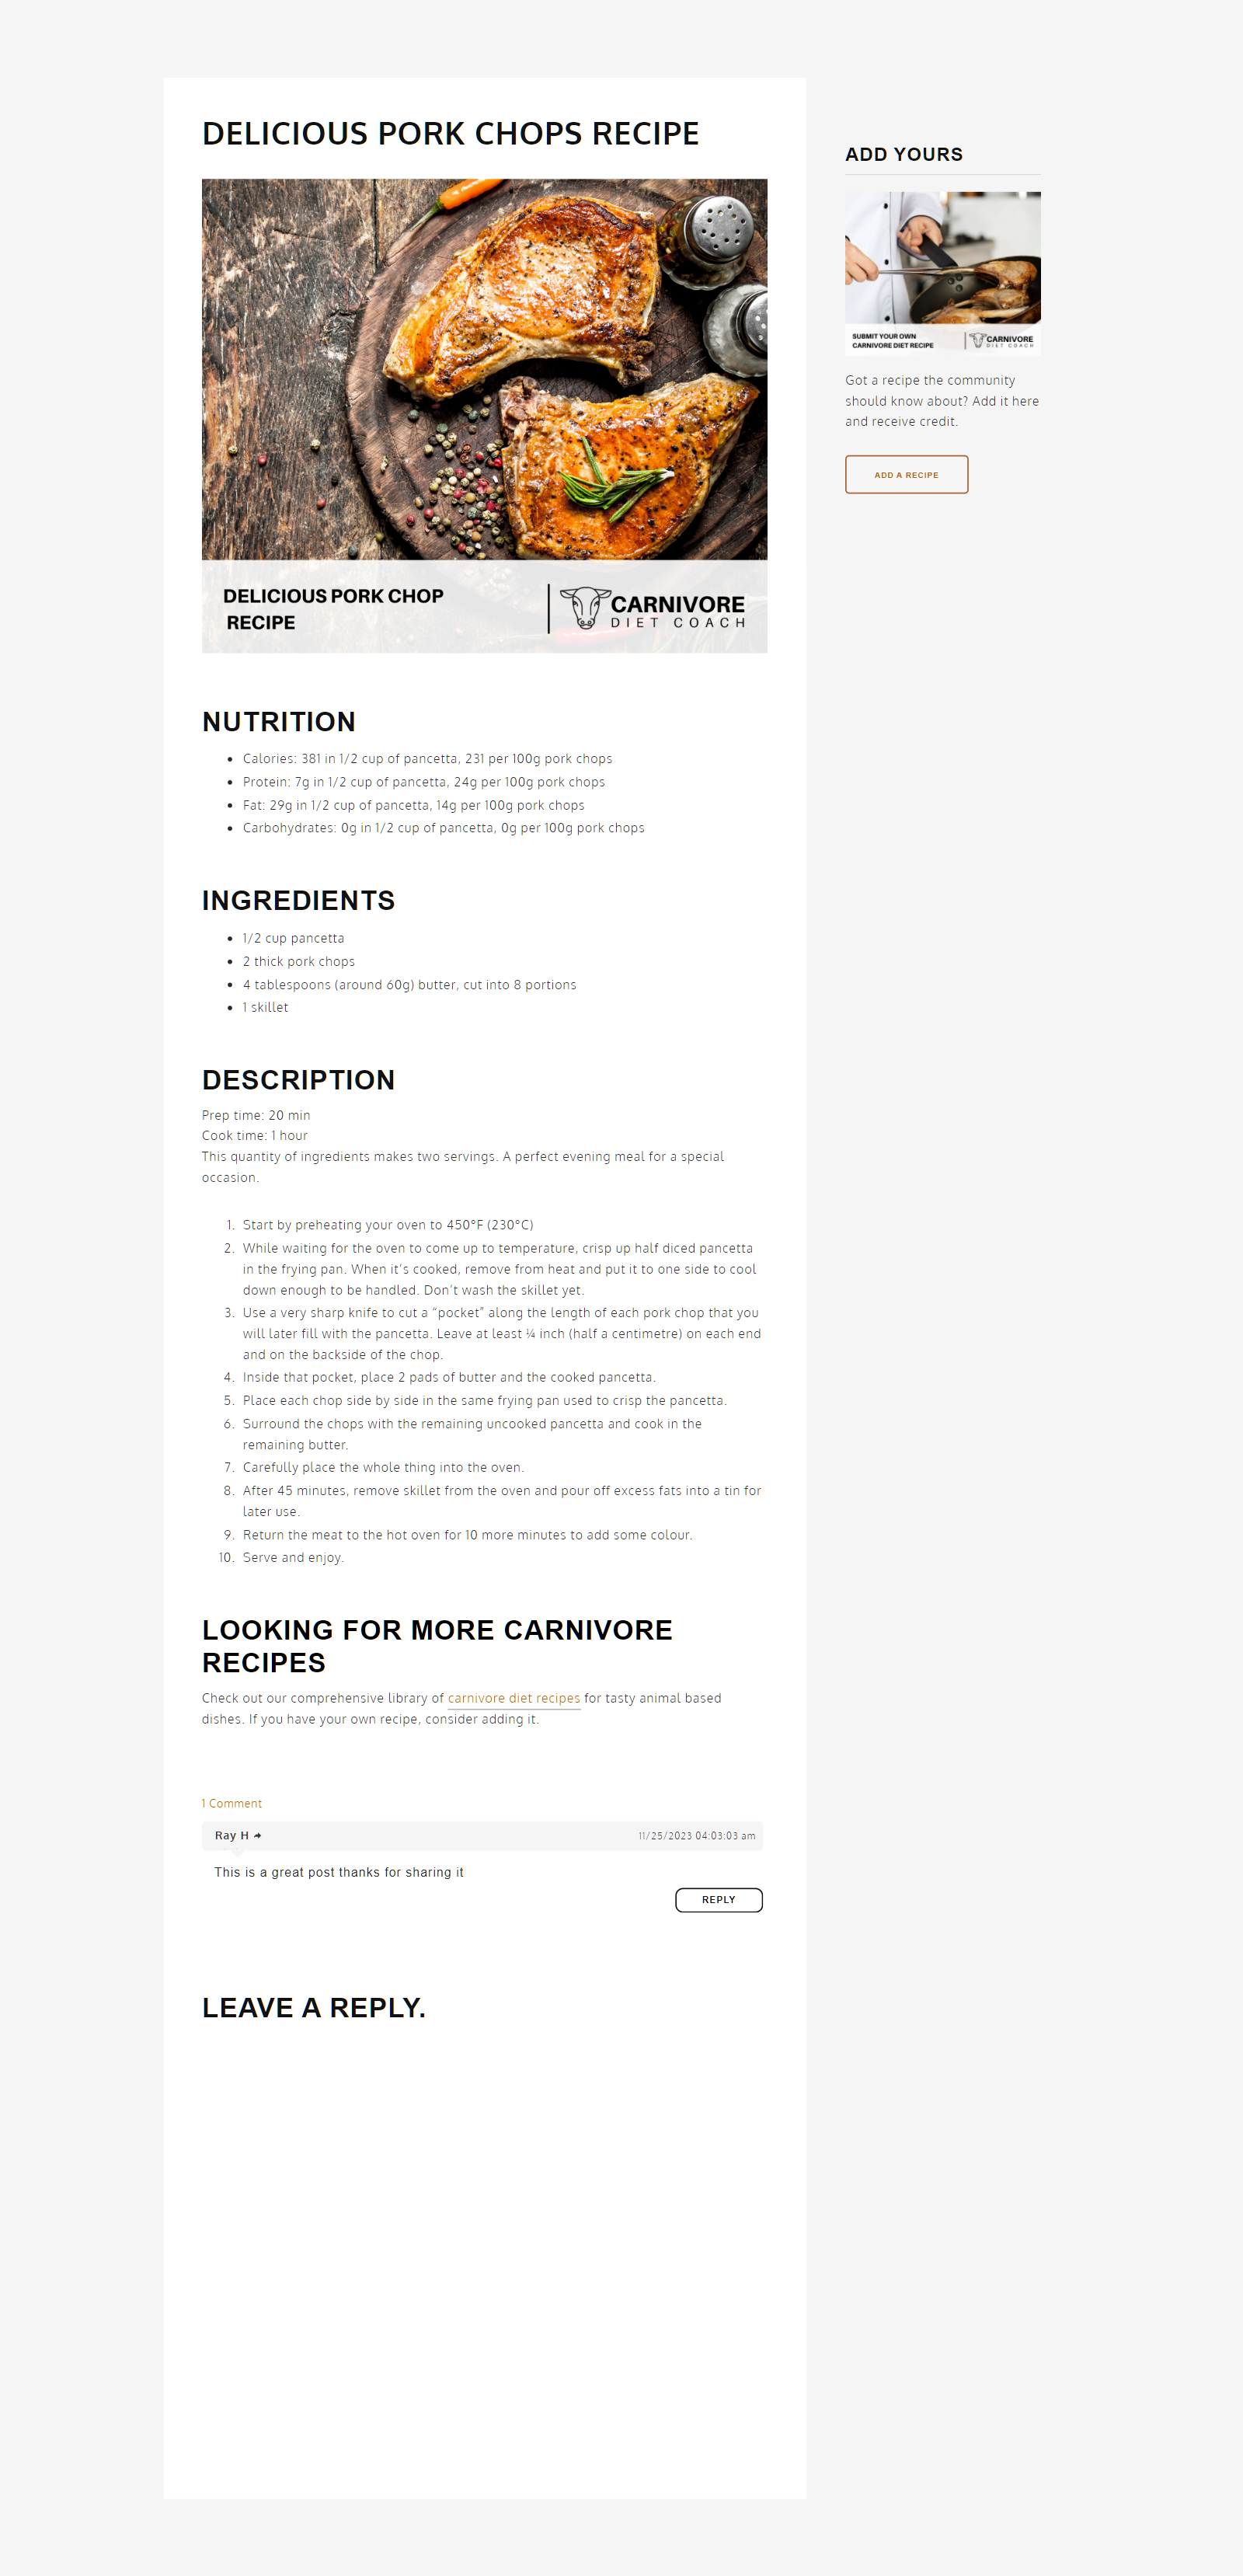 DELICIOUS PORK CHOPS RECIPE
DELICIOUS PORK CHOP
RECIPE
CARNIVORE
DIET COACH
NUTRITION
Calories: 381 in 1/2 cup of pancetta, 231 per 100g pork chops
Protein: 7g in 1/2 cup of pancetta, 24g per 100g pork chops
Fat: 29g in 1/2 cup of pancetta, 14g per 100g pork chops
Carbohydrates: 0g in 1/2 cup of pancetta, 0g per 100g pork chops
INGREDIENTS
1/2 cup pancetta
2 thick pork chops
4 tablespoons (around 60g) butter, cut into 8 portions
1 skillet
DESCRIPTION
Prep time: 20 min
Cook time: 1 hour
This quantity of ingredients makes two servings. A perfect evening meal for a special
occasion.
1. Start by preheating your oven to 450°F (230°C)
2. While waiting for the oven to come up to temperature, crisp up half diced pancetta
in the frying pan. When it’s cooked, remove from heat and put it to one side to cool
down enough to be handled. Don’t wash the skillet yet.
3. Use a very sharp knife to cut a “pocket” along the length of each pork chop that you
will later fill with the pancetta. Leave at least ¼ inch (half a centimetre) on each end
and on the backside of the chop.
4. Inside that pocket, place 2 pads of butter and the cooked pancetta.
5. Place each chop side by side in the same frying pan used to crisp the pancetta.
6. Surround the chops with the remaining uncooked pancetta and cook in the
remaining butter.
7. Carefully place the whole thing into the oven.
8. After 45 minutes, remove skillet from the oven and pour off excess fats into a tin for
later use.
9. Return the meat to the hot oven for 10 more minutes to add some colour.
10. Serve and enjoy.
LOOKING FOR MORE CARNIVORE
RECIPES
Check out our comprehensive library of carnivore diet recipes for tasty animal based
dishes. If you have your own recipe, consider adding it.
1 Comment
Ray H 11/25/2023 04:03:03 am
This is a great post thanks for sharing it
REPLY
LEAVE A REPLY.
ADD YOURS
SUBMIT YOUR OWN
CARNIVORE DIET RECIPE
CARNIVORE
DIET COACH
Got a recipe the community
should know about? Add it here
and receive credit.
ADD A RECIPE